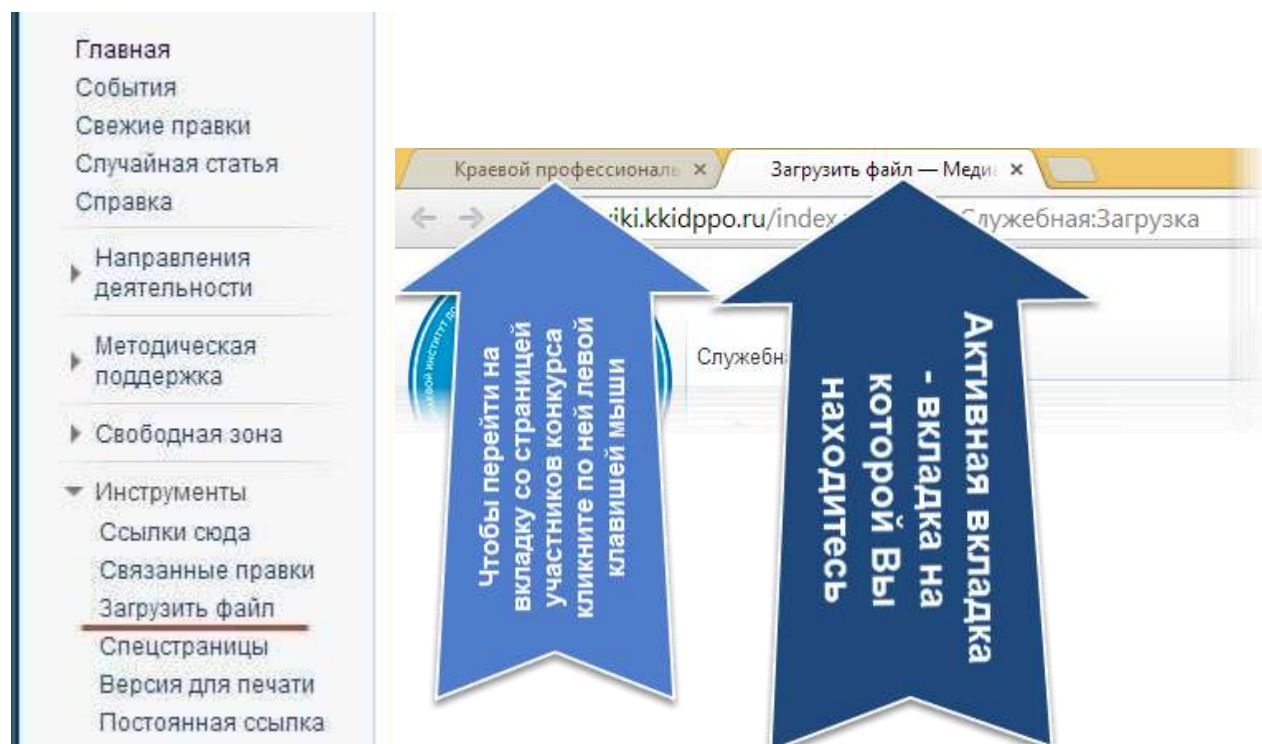 Главная
События
Свежие правки
Случайная статья
Справка
Направления
деятельности
Методическая
поддержка
Свободная зона
Инструменты
Ссылки сюда
Связанные правки
Загрузить файл
Спецстраницы
Версия для печати
Постоянная ссылка
Краевой профессиональ
Загрузить файл — Медиа
iki.kkidppo.ru/index. лужебная:Загрузка
Служебн
Чтобы перейти на
вкладку со страницей
участников конкурса
кликните по ней левой
клавишей мыши
Активная вкладка
- вкладка на
которой Вы
находитесь